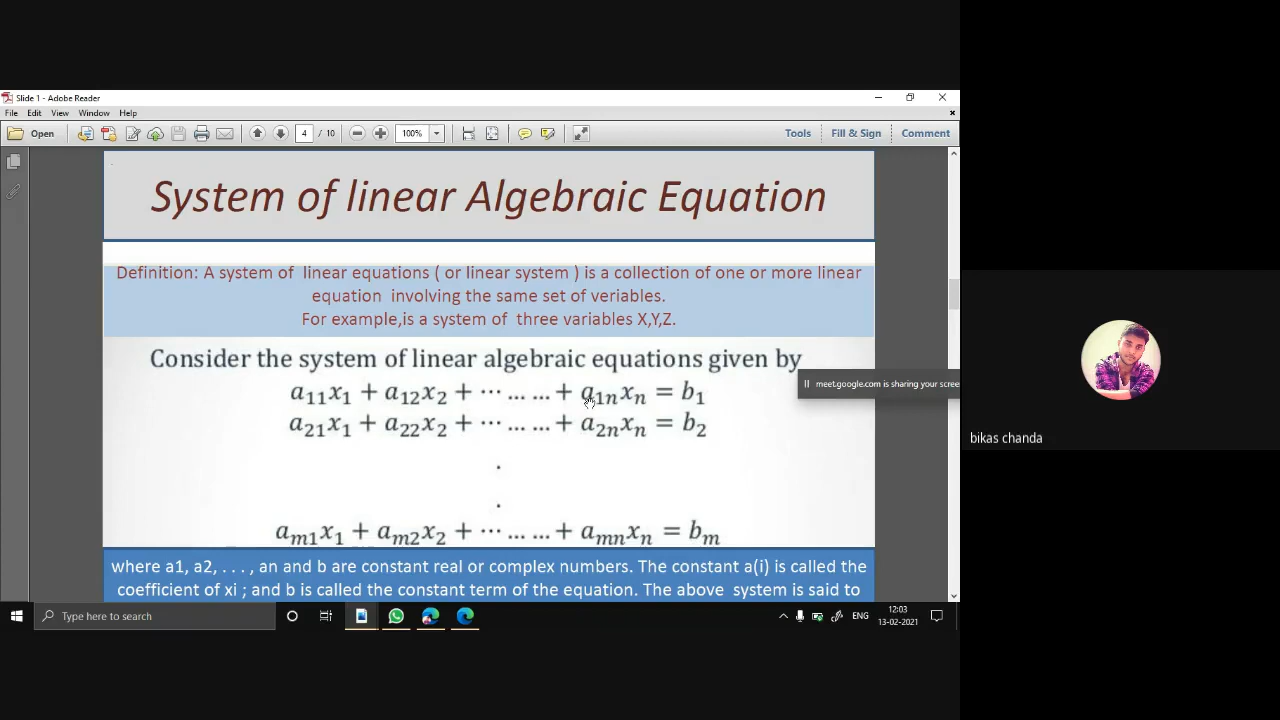 Slide 1 - Adobe Reader
File Edit View Window Help
Open 4 / 10 100% Tools Fill & Sign Comment
System of linear Algebraic Equation
Definition: A system of linear equations ( or linear system ) is a collection of one or more linear
equation involving the same set of veriables.
For example,is a system of three variables X,Y,Z.
Consider the system of linear algebraic equations given by
a₁₁x₁ + a₁₂x₂ + ⋯ … … + a₁ₙxₙ = b₁
a₂₁x₁ + a₂₂x₂ + ⋯ … … + a₂ₙxₙ = b₂
.
.
aₘ₁x₁ + aₘ₂x₂ + ⋯ … … + aₘₙxₙ = bₘ
where a1, a2, . . . , an and b are constant real or complex numbers. The constant a(i) is called the
coefficient of xi ; and b is called the constant term of the equation. The above system is said to
meet.google.com is sharing your scree
bikas chanda
Type here to search
ENG
12:03
13-02-2021